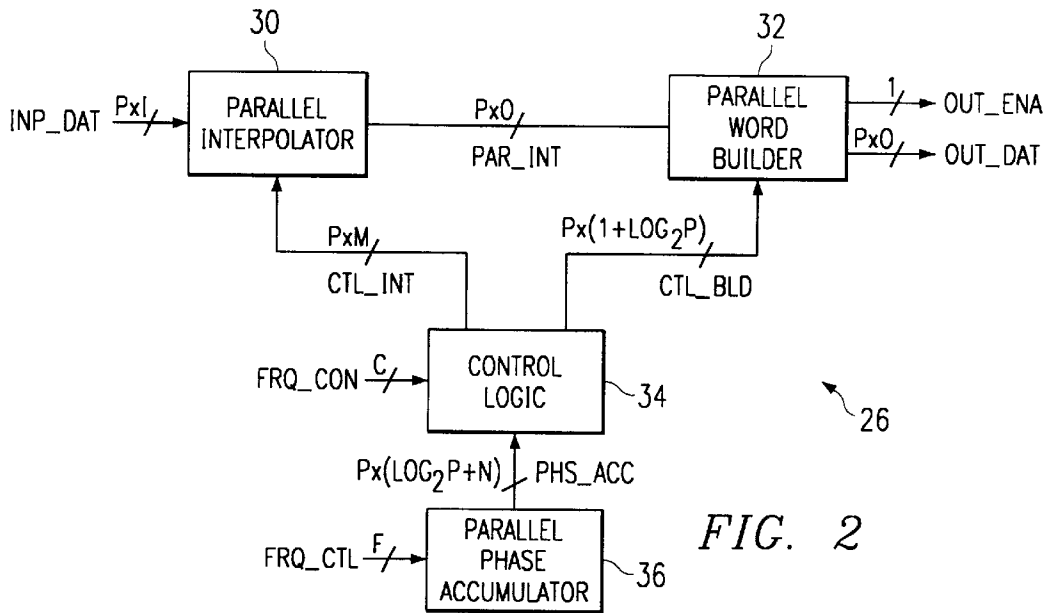 30
32
INP_DAT
PxI
PARALLEL
INTERPOLATOR
PxO
PAR_INT
PARALLEL
WORD
BUILDER
1
OUT_ENA
PxO
OUT_DAT
PxM
CTL_INT
Px(1+LOG₂P)
CTL_BLD
FRQ_CON
C
CONTROL
LOGIC
34
26
Px(LOG₂P+N)
PHS_ACC
FRQ_CTL
F
PARALLEL
PHASE
ACCUMULATOR
36
FIG. 2